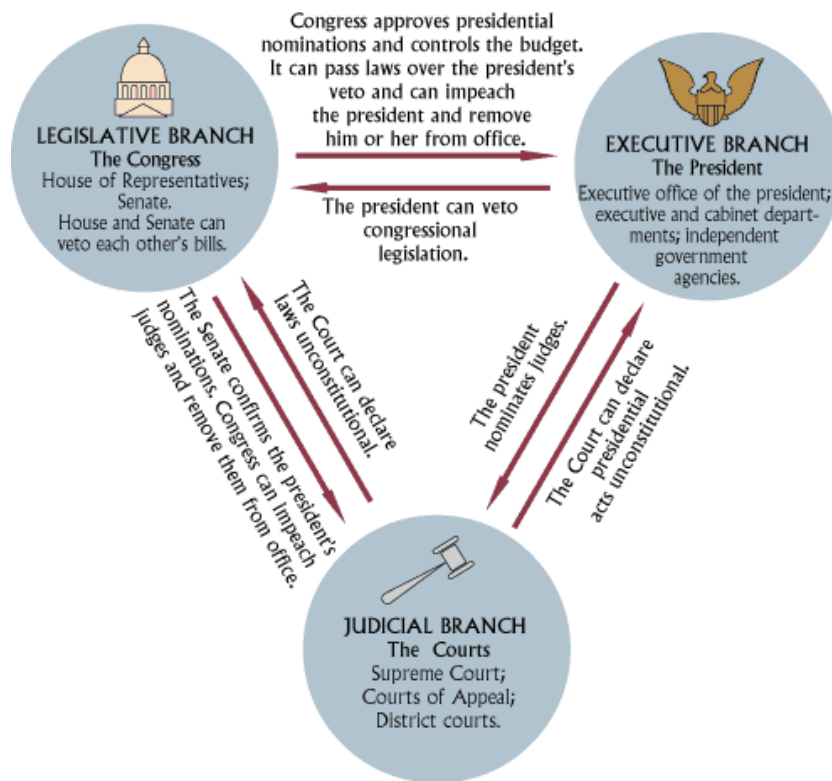 Congress approves presidential
nominations and controls the budget.
It can pass laws over the president's
veto and can impeach
the president and remove
him or her from office.
LEGISLATIVE BRANCH
The Congress
House of Representatives;
Senate.
House and Senate can
veto each other's bills.
EXECUTIVE BRANCH
The President
Executive office of the president;
executive and cabinet depart-
ments; independent
government
agencies.
The president can veto
congressional
legislation.
The Senate confirms the president's
nominations. Congress can impeach
judges and remove them from office.
The Court can declare
laws unconstitutional.
The president
nominates judges.
The Court can declare
presidential
acts unconstitutional.
JUDICIAL BRANCH
The Courts
Supreme Court;
Courts of Appeal;
District courts.